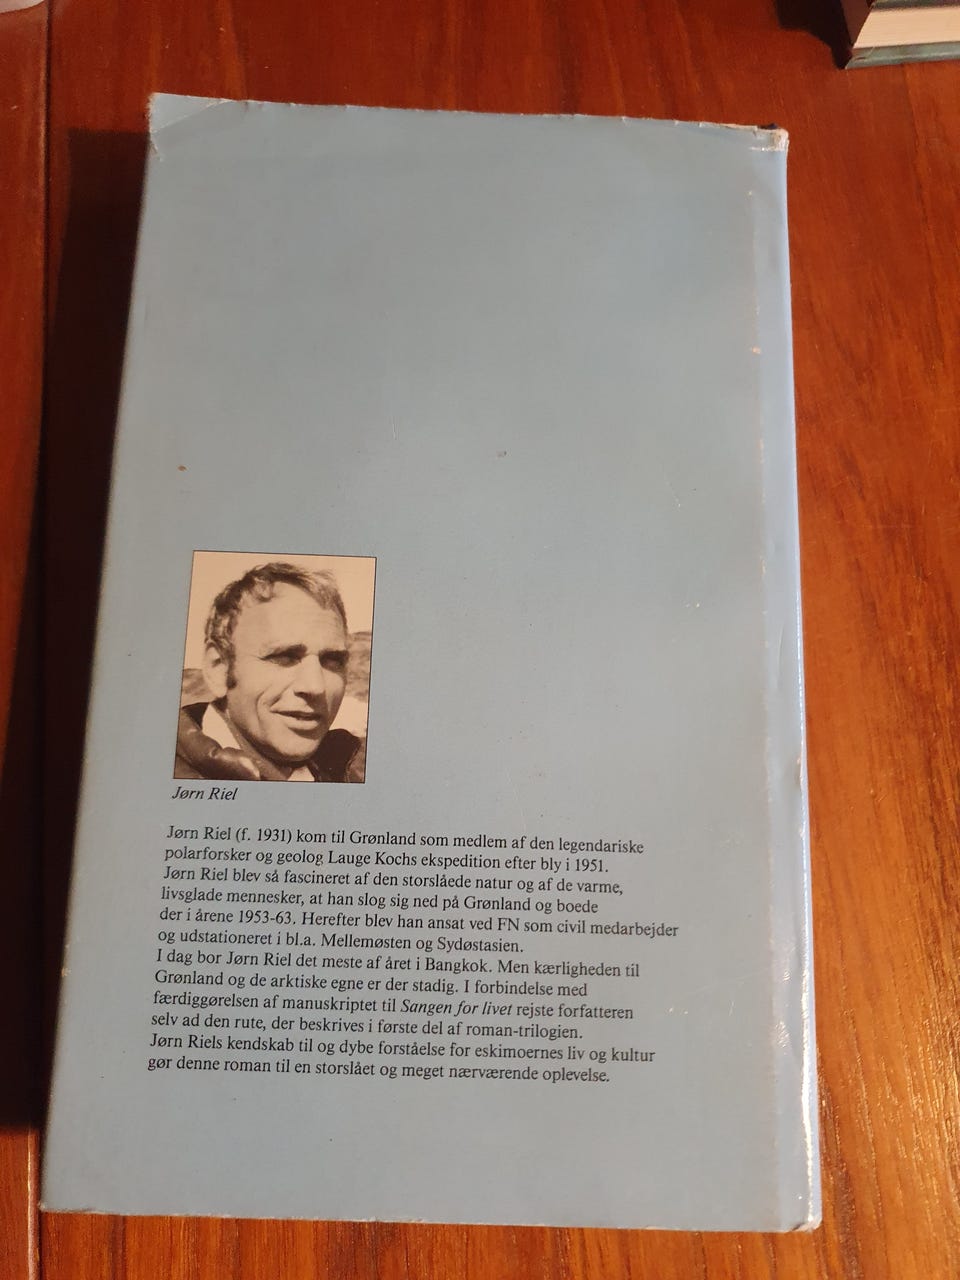 Jørn Riel
Jørn Riel (f. 1931) kom til Grønland som medlem af den legendariske
polarforsker og geolog Lauge Kochs ekspedition efter bly i 1951.
Jørn Riel blev så fascineret af den storslåede natur og af de varme,
livsglade mennesker, at han slog sig ned på Grønland og boede
der i årene 1953-63. Herefter blev han ansat ved FN som civil medarbejder
og udstationeret i bl.a. Mellemøsten og Sydøstasien.
I dag bor Jørn Riel det meste af året i Bangkok. Men kærligheden til
Grønland og de arktiske egne er der stadig. I forbindelse med
færdiggørelsen af manuskriptet til Sangen for livet rejste forfatteren
selv ad den rute, der beskrives i første del af roman-trilogien.
Jørn Riels kendskab til og dybe forståelse for eskimoernes liv og kultur
gør denne roman til en storslået og meget nærværende oplevelse.